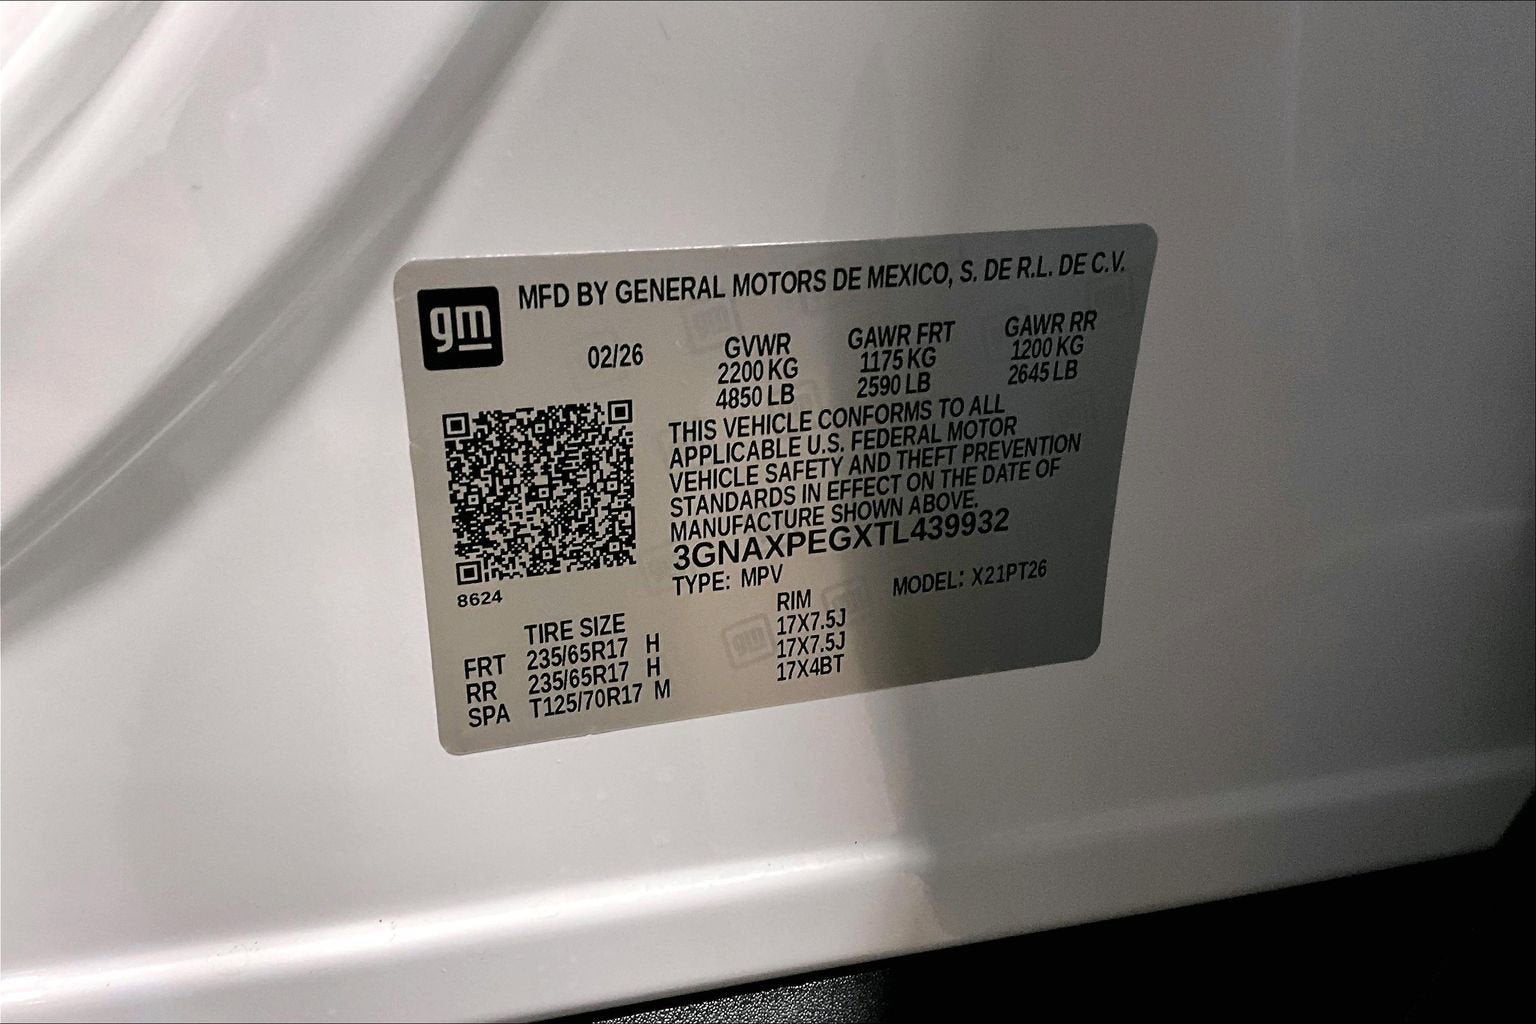 gm
MFD BY GENERAL MOTORS DE MEXICO, S. DE R.L. DE C.V.
02/26 GVWR GAWR FRT GAWR RR
2200 KG 1175 KG 1200 KG
4850 LB 2590 LB 2645 LB
THIS VEHICLE CONFORMS TO ALL
APPLICABLE U.S. FEDERAL MOTOR
VEHICLE SAFETY AND THEFT PREVENTION
STANDARDS IN EFFECT ON THE DATE OF
MANUFACTURE SHOWN ABOVE.
3GNAXPEGXTL439932
TYPE: MPV MODEL: X21PT26
8624
TIRE SIZE RIM
FRT 235/65R17 H 17X7.5J
RR 235/65R17 H 17X7.5J
SPA T125/70R17 M 17X4BT